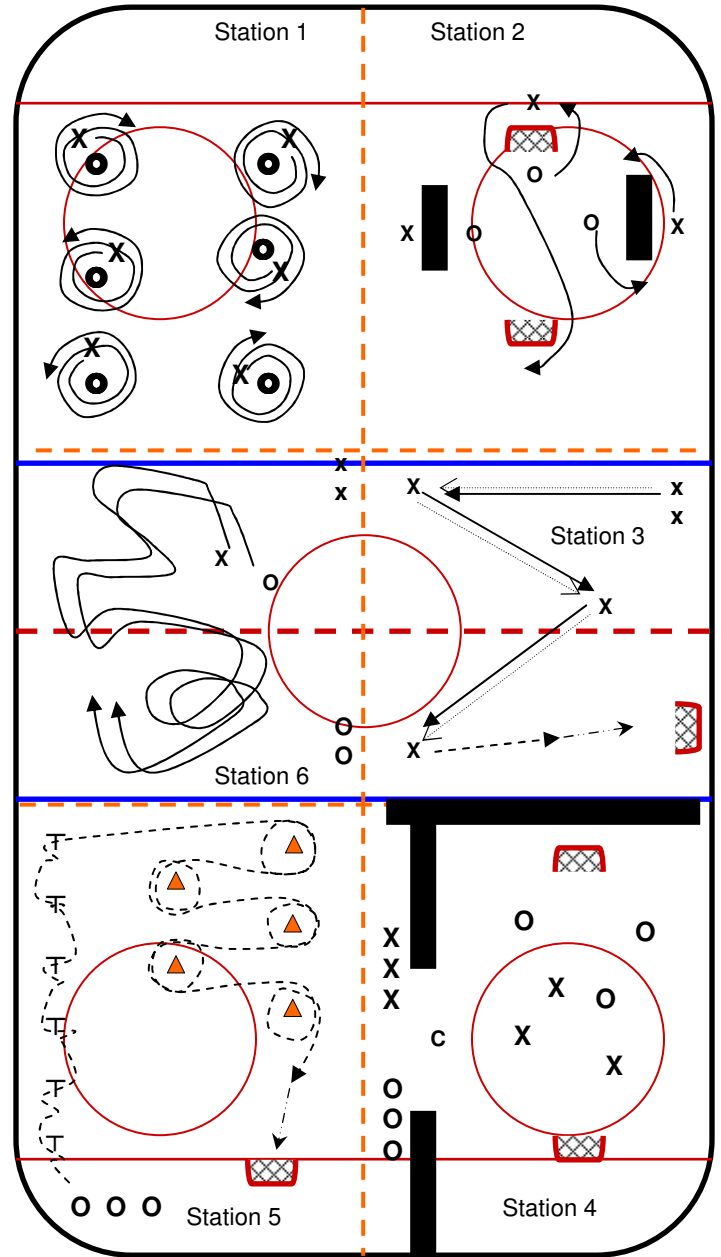 Station 1 Station 2
X
X X
O
O X
X O
X
X
X
X
x
X x
x
x
Station 3
X
O
X
O
X
O
Station 6
T
T
O O
X
T X
X O
X
T X
C
X
T O
O
T O
O O O
Station 5
Station 4